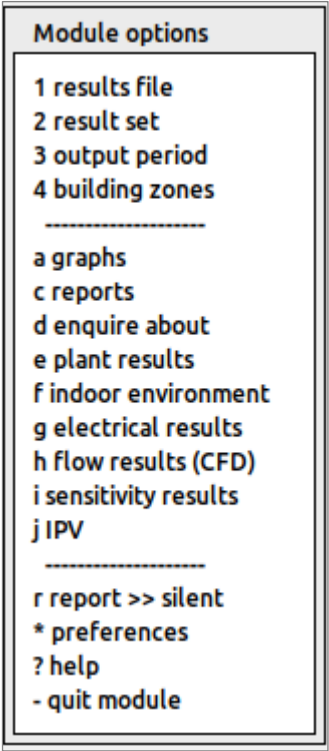 Module options
1 results file
2 result set
3 output period
4 building zones
--------------------
a graphs
c reports
d enquire about
e plant results
f indoor environment
g electrical results
h flow results (CFD)
i sensitivity results
j IPV
--------------------
r report >> silent
* preferences
? help
- quit module